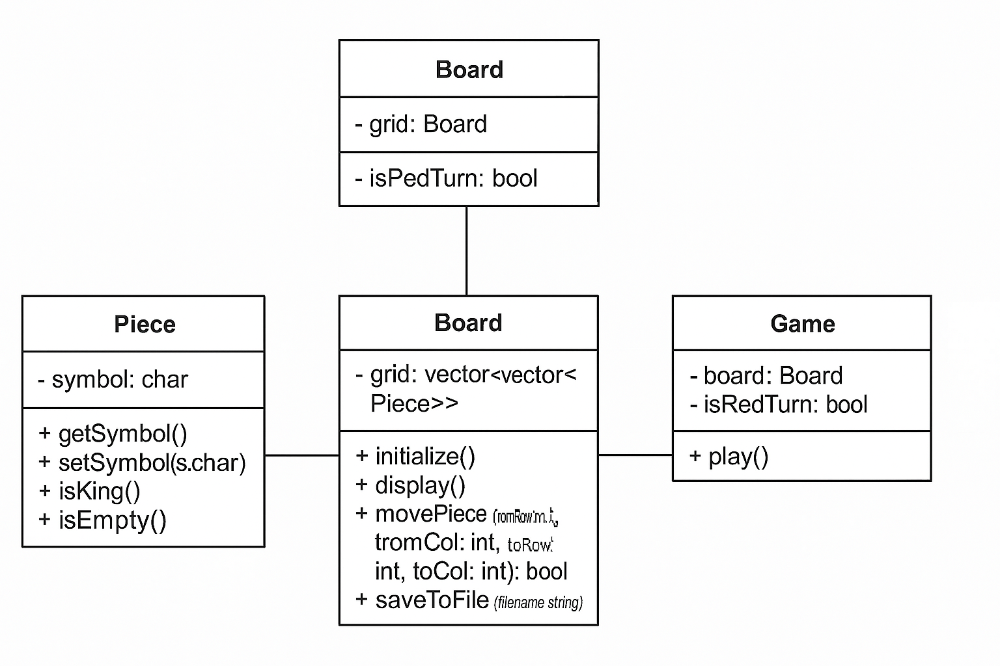 Board
- grid: Board
- isPedTurn: bool
Piece
- symbol: char
+ getSymbol()
+ setSymbol(s.char)
+ isKing()
+ isEmpty()
Board
- grid: vector<vector<
Piece>>
+ initialize()
+ display()
+ movePiece
tromCol: int, toRow:
int, toCol: int): bool
+ saveToFile (filename string)
Game
- board: Board
- isRedTurn: bool
+ play()